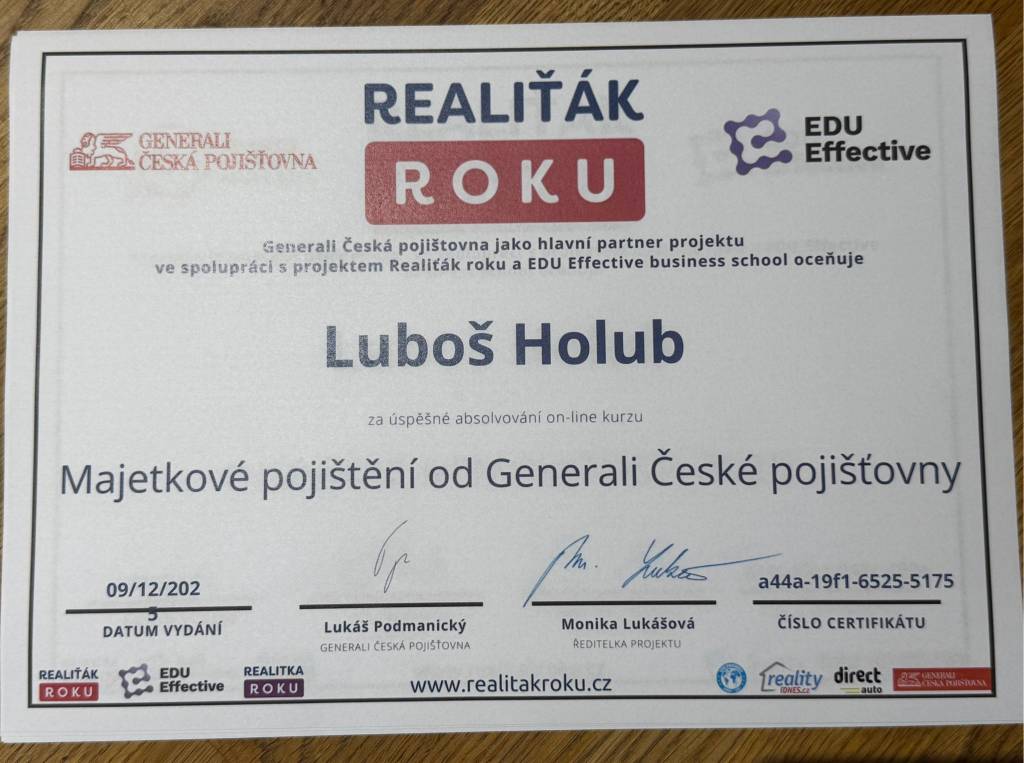 GENERALI
ČESKÁ POJIŠŤOVNA
REALIŤÁK
ROKU
EDU
Effective
Generali Česká pojišťovna jako hlavní partner projektu
ve spolupráci s projektem Realiťák roku a EDU Effective business school oceňuje
Luboš Holub
za úspěšné absolvování on-line kurzu
Majetkové pojištění od Generali České pojišťovny
09/12/202
5
DATUM VYDÁNÍ
Lukáš Podmanický
GENERALI ČESKÁ POJIŠŤOVNA
Monika Lukášová
ŘEDITELKA PROJEKTU
a44a-19f1-6525-5175
ČÍSLO CERTIFIKÁTU
REALIŤÁK
ROKU
EDU
Effective
REALITKA
ROKU
www.realitakroku.cz
reality
iDNES.cz
direct
auto
GENERALI
ČESKÁ POJIŠŤOVNA